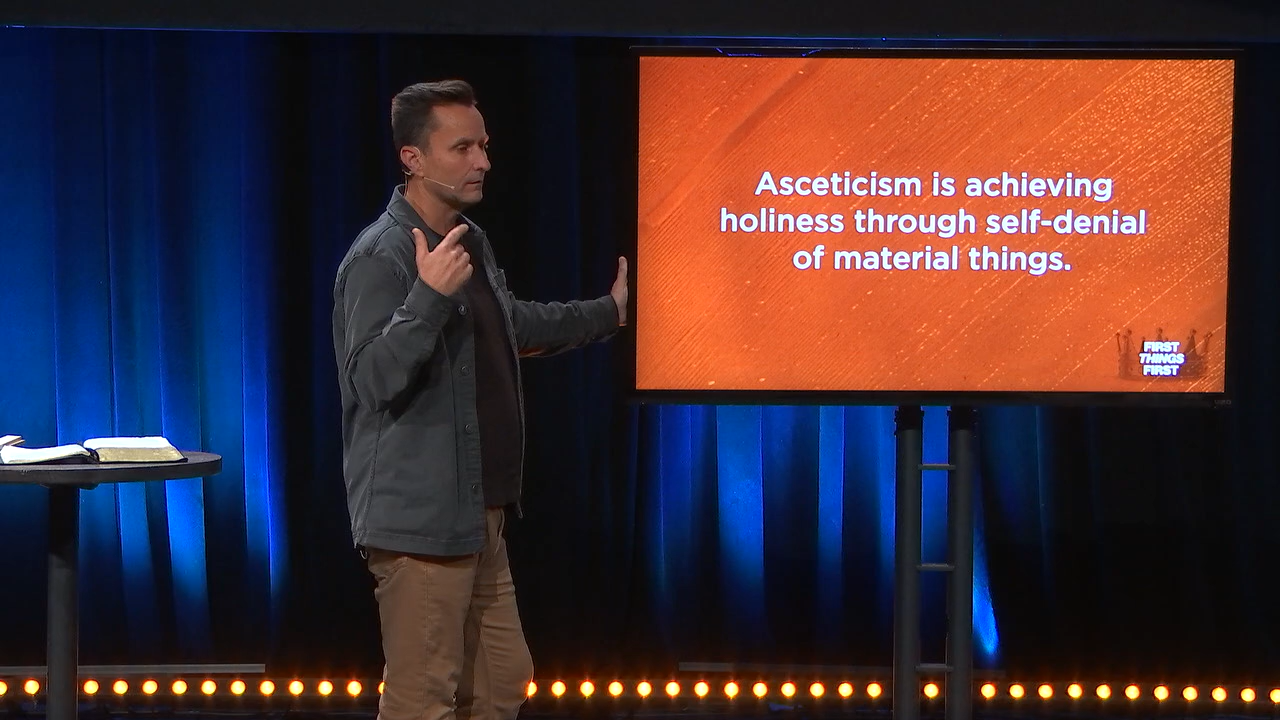 Asceticism is achieving
holiness through self-denial
of material things.
FIRST
THINGS
FIRST